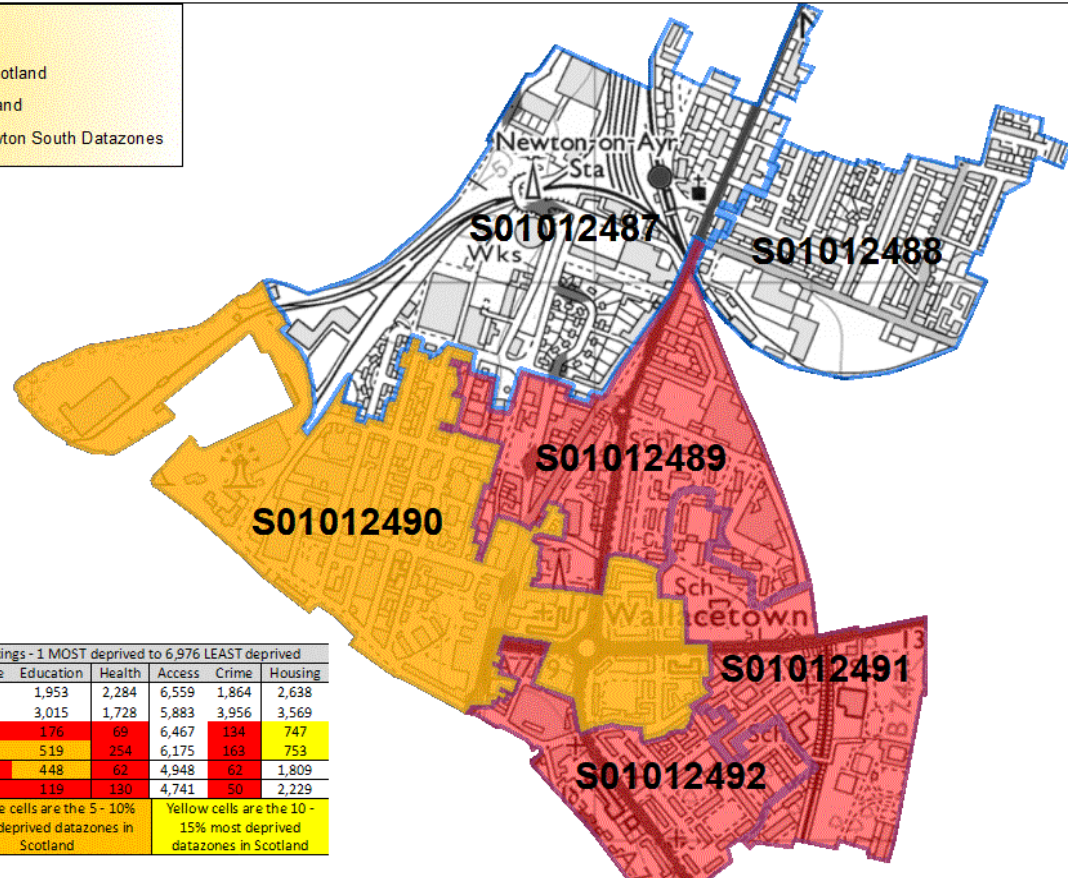 otland
and
ton South Datazones
Newton-on-Ayr
Sta
S01012487
Wks
S01012488
S01012489
S01012490
Sch
Wallacetown
13
S01012491
A79
B74
Sch
S01012492
ings - 1 MOST deprived to 6,976 LEAST deprived
e Education Health Access Crime Housing
1,953 2,284 6,559 1,864 2,638
3,015 1,728 5,883 3,956 3,569
176 69 6,467 134 747
519 254 6,175 163 753
448 62 4,948 62 1,809
119 130 4,741 50 2,229
e cells are the 5 - 10%
deprived datazones in
Scotland
Yellow cells are the 10 -
15% most deprived
datazones in Scotland